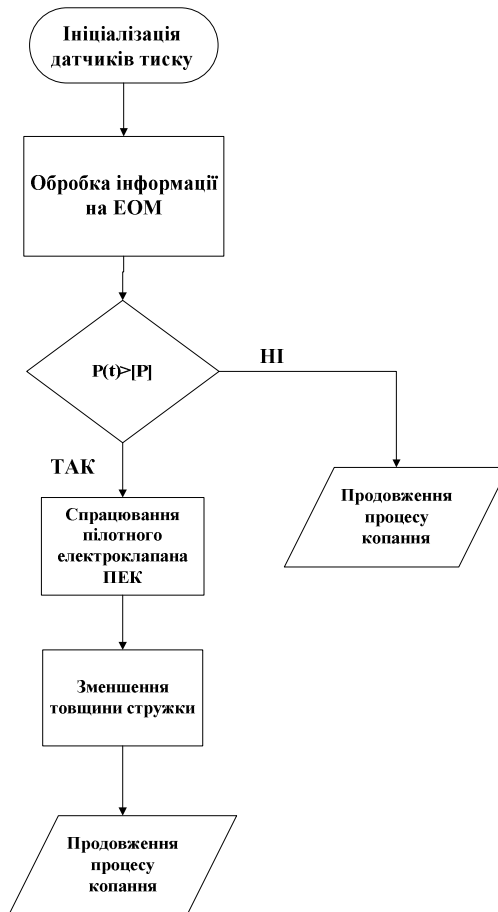 Ініціалізація
датчиків тиску
Обробка інформації
на ЕОМ
P(t)>[P]
НІ
ТАК
Продовження
процесу
копання
Спрацювання
пілотного
електроклапана
ПЕК
Зменшення
товщини стружки
Продовження
процесу
копання